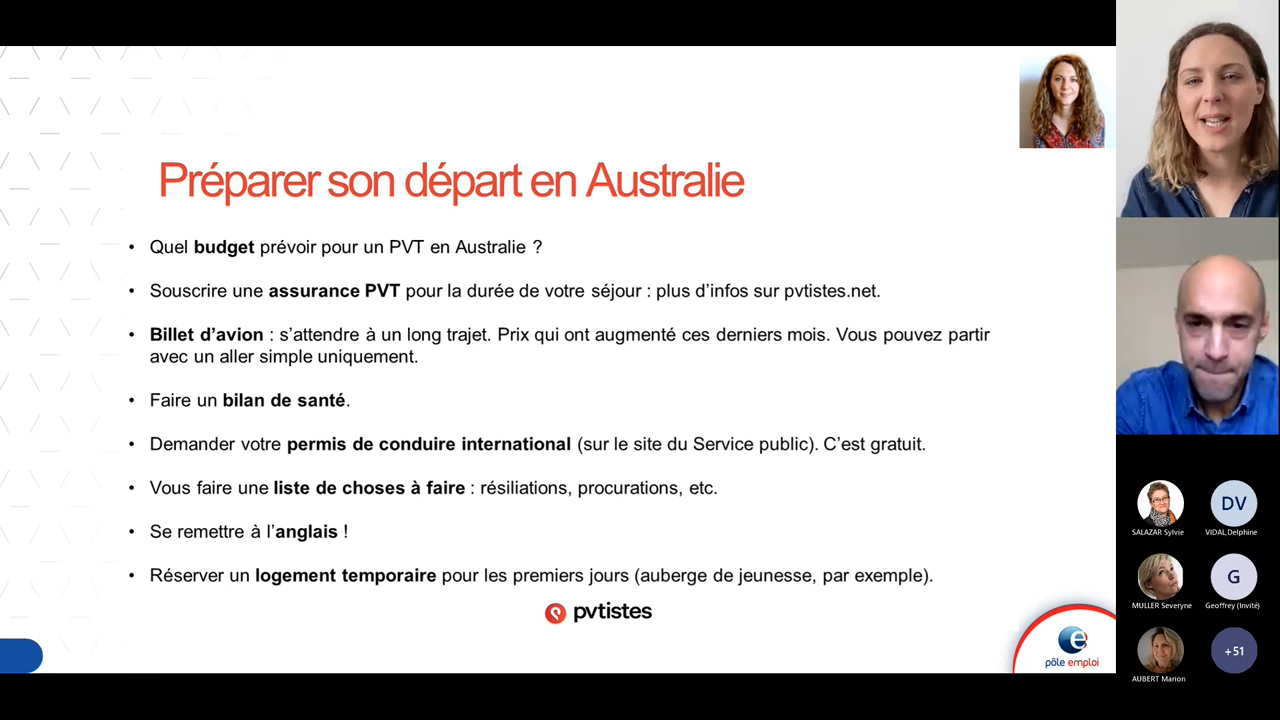 Préparer son départ en Australie
• Quel budget prévoir pour un PVT en Australie ?
• Souscrire une assurance PVT pour la durée de votre séjour : plus d’infos sur pvtistes.net.
• Billet d’avion : s’attendre à un long trajet. Prix qui ont augmenté ces derniers mois. Vous pouvez partir
avec un aller simple uniquement.
• Faire un bilan de santé.
• Demander votre permis de conduire international (sur le site du Service public). C’est gratuit.
• Vous faire une liste de choses à faire : résiliations, procurations, etc.
• Se remettre à l’anglais !
• Réserver un logement temporaire pour les premiers jours (auberge de jeunesse, par exemple).
pvtistes
pôle emploi
DV
SALAZAR Sylvie
VIDAL,Delphine
G
MULLER Severyne
Geoffrey (Invité)
+51
AUBERT Marion